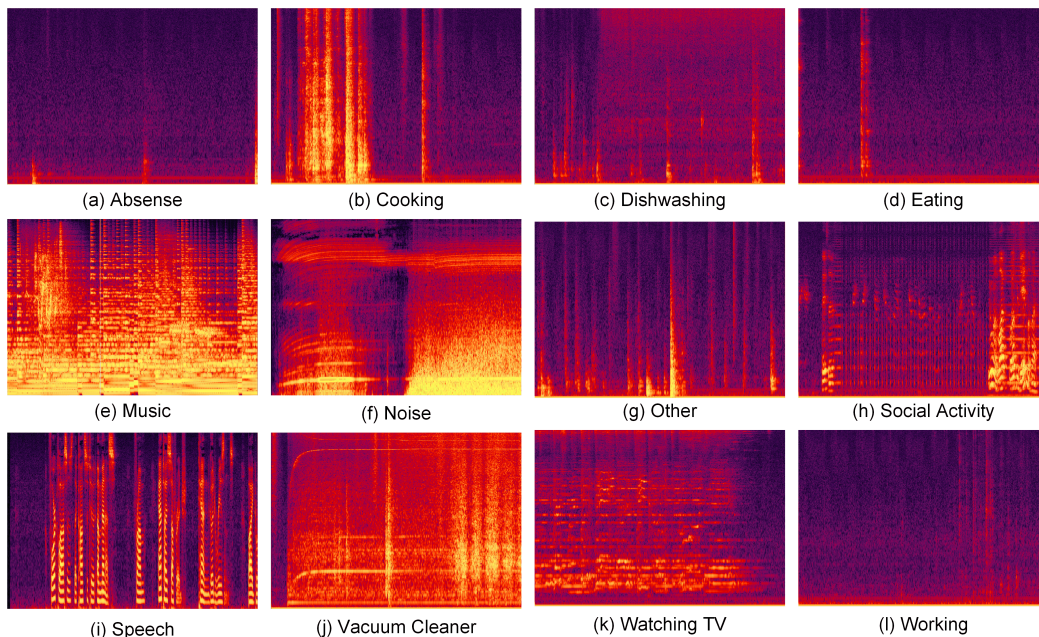 (a) Absense
(b) Cooking
(c) Dishwashing
(d) Eating
(e) Music
(f) Noise
(g) Other
(h) Social Activity
(i) Speech
(j) Vacuum Cleaner
(k) Watching TV
(l) Working